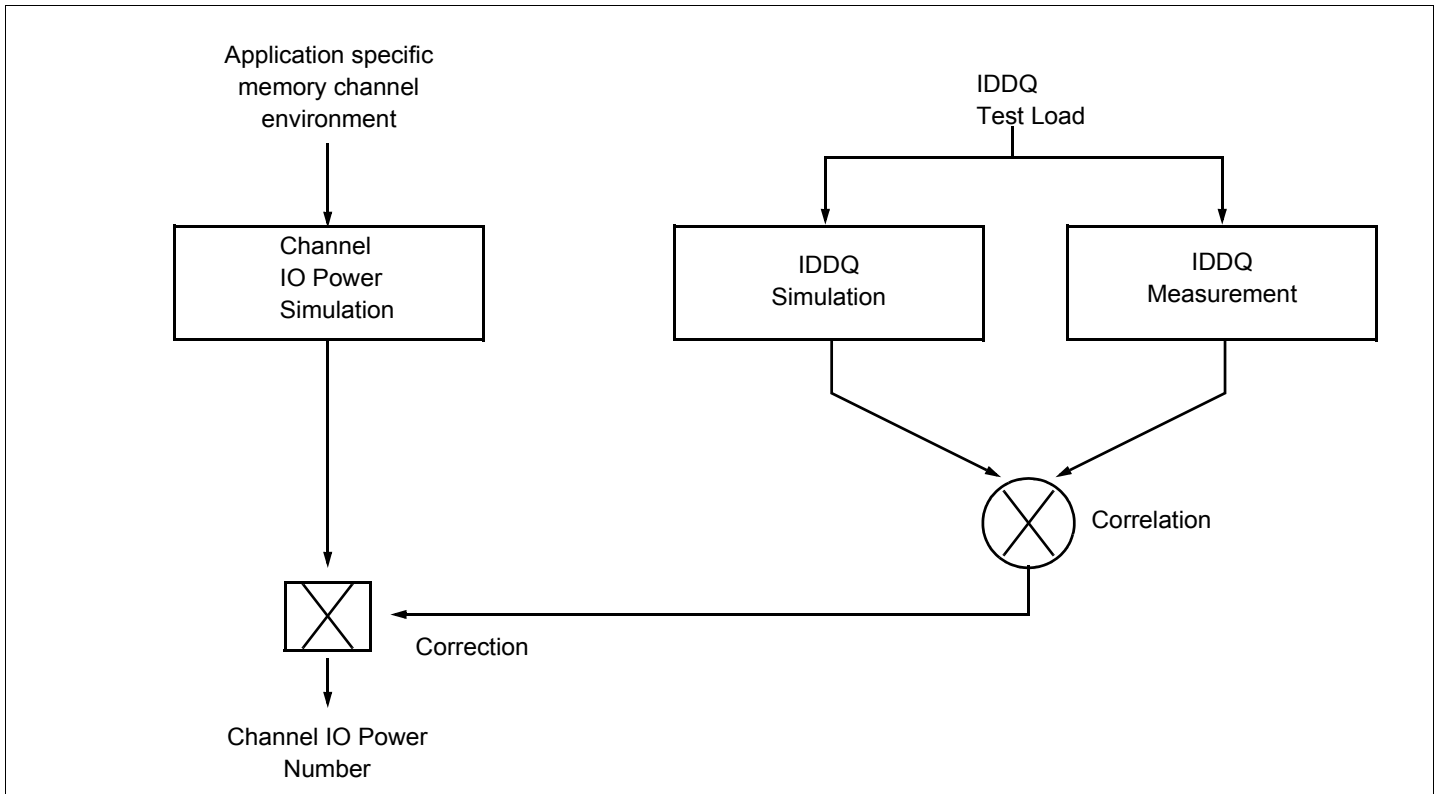 Application specific
memory channel
environment
IDDQ
Test Load
Channel
IO Power
Simulation
IDDQ
Simulation
IDDQ
Measurement
Correlation
Correction
Channel IO Power
Number